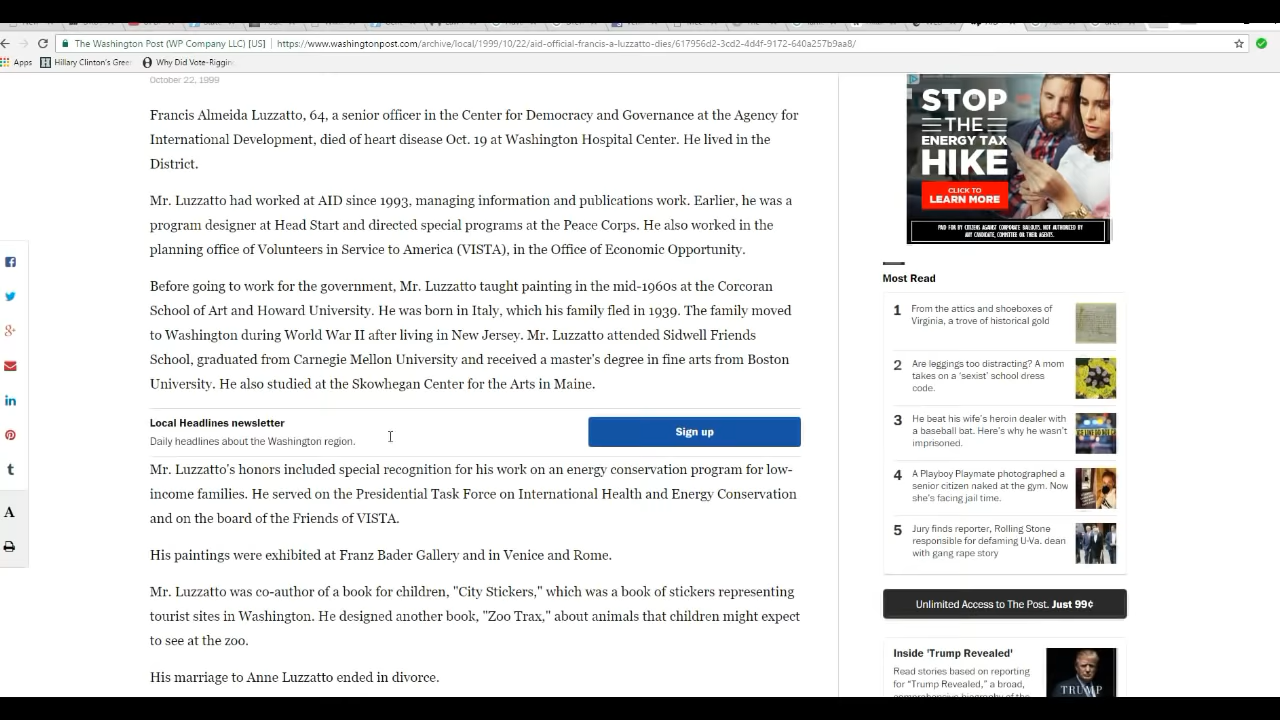 The Washington Post (WP Company LLC) [US]
https://www.washingtonpost.com/archive/local/1999/10/22/aid-official-francis-a-luzzatto-dies/617956d2-3cd2-4d4f-9172-640a257b9aa8/
Apps
Hillary Clinton's Gree
Why Did Vote-Riggin
October 22, 1999
Francis Almeida Luzzatto, 64, a senior officer in the Center for Democracy and Governance at the Agency for
International Development, died of heart disease Oct. 19 at Washington Hospital Center. He lived in the
District.
Mr. Luzzatto had worked at AID since 1993, managing information and publications work. Earlier, he was a
program designer at Head Start and directed special programs at the Peace Corps. He also worked in the
planning office of Volunteers in Service to America (VISTA), in the Office of Economic Opportunity.
Before going to work for the government, Mr. Luzzatto taught painting in the mid-1960s at the Corcoran
School of Art and Howard University. He was born in Italy, which his family fled in 1939. The family moved
to Washington during World War II after living in New Jersey. Mr. Luzzatto attended Sidwell Friends
School, graduated from Carnegie Mellon University and received a master's degree in fine arts from Boston
University. He also studied at the Skowhegan Center for the Arts in Maine.
Local Headlines newsletter
Daily headlines about the Washington region.
Sign up
Mr. Luzzatto's honors included special recognition for his work on an energy conservation program for low-
income families. He served on the Presidential Task Force on International Health and Energy Conservation
and on the board of the Friends of VISTA.
His paintings were exhibited at Franz Bader Gallery and in Venice and Rome.
Mr. Luzzatto was co-author of a book for children, "City Stickers," which was a book of stickers representing
tourist sites in Washington. He designed another book, "Zoo Trax," about animals that children might expect
to see at the zoo.
His marriage to Anne Luzzatto ended in divorce.
STOP
THE
ENERGY TAX
HIKE
CLICK TO
LEARN MORE
PAID FOR BY CITIZENS AGAINST CORPORATE BAILOUTS. NOT AUTHORIZED BY
ANY CANDIDATE, COMMITTEE OR THEIR AGENTS.
Most Read
1
From the attics and shoeboxes of
Virginia, a trove of historical gold
2
Are leggings too distracting? A mom
takes on a 'sexist' school dress
code.
3
He beat his wife's heroin dealer with
a baseball bat. Here's why he wasn't
imprisoned.
4
A Playboy Playmate photographed a
senior citizen naked at the gym. Now
she's facing jail time.
5
Jury finds reporter, Rolling Stone
responsible for defaming U-Va. dean
with gang rape story
Unlimited Access to The Post. Just 99¢
Inside 'Trump Revealed'
Read stories based on reporting
for "Trump Revealed," a broad,
comprehensive biography of the
TRUMP